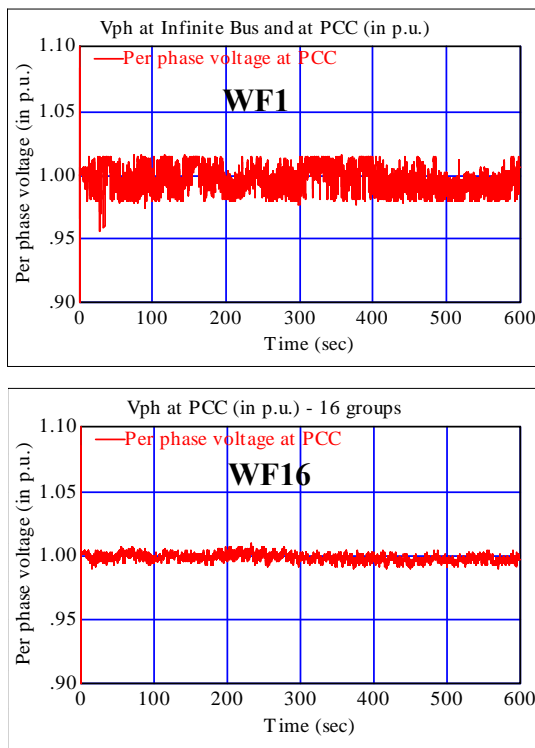 Vph at Infinite Bus and at PCC (in p.u.)
1.10
Per phase voltage at PCC
WF1
1.05
1.00
.95
.90
Per phase voltage (in p.u.)
0 100 200 300 400 500 600
Time (sec)
Vph at PCC (in p.u.) - 16 groups
1.10
Per phase voltage at PCC
WF16
1.05
1.00
.95
.90
Per phase voltage (in p.u.)
0 100 200 300 400 500 600
Time (sec)